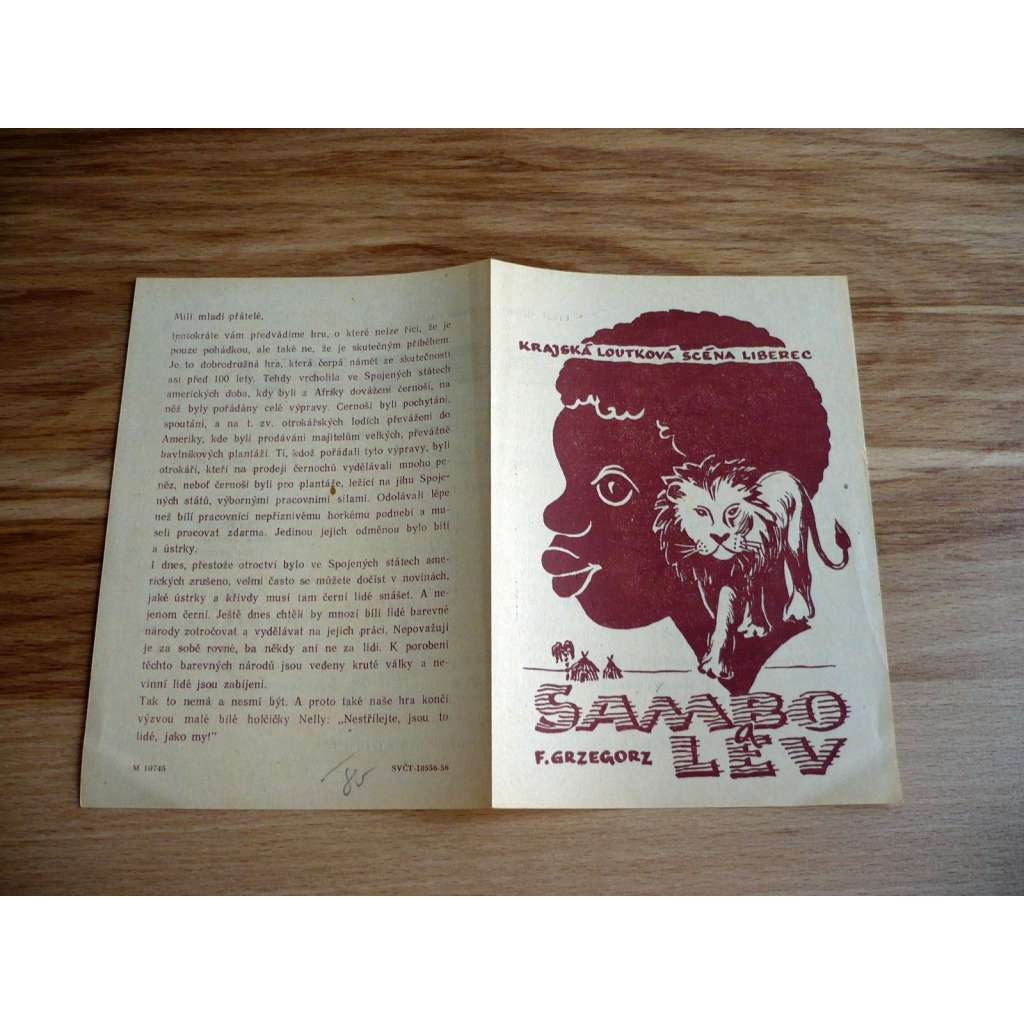 Milí mladí přátelé,
tentokráte vám předvádíme hru, o které nelze říci, že je
pouze pohádkou, ale také ne, že je skutečným příběhem.
Je to dobrodružná hra, která čerpá námět ze skutečnosti
asi před 100 lety. Tehdy vrcholila ve Spojených státech
amerických doba, kdy byli z Afriky dováženi černoši, na
něž byly pořádány celé výpravy. Černoši byli pochytáni,
spoutáni, a na t. zv. otrokářských lodích převáženi do
Ameriky, kde byli prodáváni majitelům velkých, převážně
bavlníkových plantáží. Ti, kdož pořádali tyto výpravy, byli
otrokáři, kteří na prodeji černochů vydělávali mnoho pe-
něz, neboť černoši byli pro plantáže, ležící na jihu Spoje-
ných států, výbornými pracovními silami. Odolávali lépe
než bílí pracovníci nepříznivému horkému podnebí a mu-
seli pracovat zdarma. Jedinou jejich odměnou bylo bití
a ústrky.
I dnes, přestože otroctví bylo ve Spojených státech ame-
rických zrušeno, velmi často se můžete dočíst v novinách,
jaké ústrky a křivdy musí tam černí lidé snášet. A ne-
jenom černí. Ještě dnes chtěli by mnozí bílí lidé barevné
národy zotročovat a vydělávat na jejich práci. Nepovažují
je za sobě rovné, ba někdy ani ne za lidi. K porobení
těchto barevných národů jsou vedeny kruté války a ne-
vinní lidé jsou zabíjeni.
Tak to nemá a nesmí být. A proto také naše hra končí
výzvou malé bílé holčičky Nelly: „Nestřílejte, jsou to
lidé, jako my!"
M 10745
SVČT-18556-56
KRAJSKÁ LOUTKOVÁ SCÉNA LIBEREC
SAMBO
a
LEV
F. GRZEGORZ